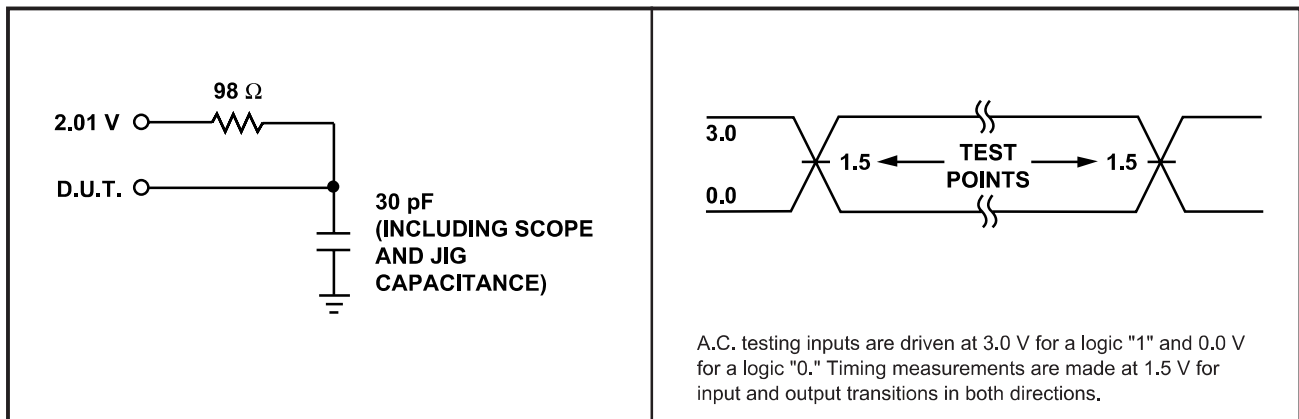 98 Ω
2.01 V
D.U.T.
30 pF
(INCLUDING SCOPE
AND JIG
CAPACITANCE)
3.0
0.0
1.5
TEST
POINTS
1.5
A.C. testing inputs are driven at 3.0 V for a logic "1" and 0.0 V
for a logic "0." Timing measurements are made at 1.5 V for
input and output transitions in both directions.